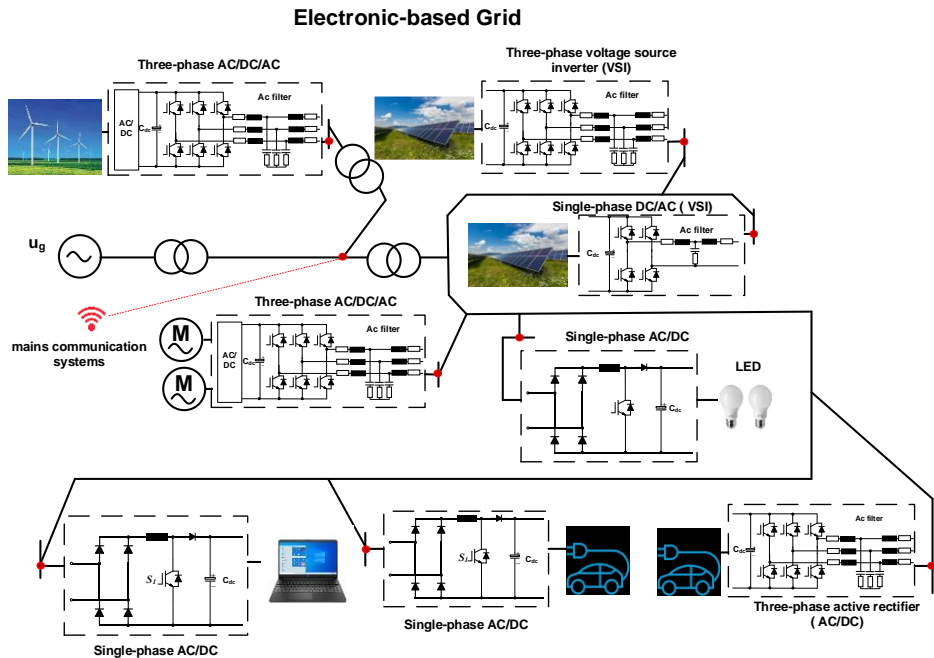 Electronic-based Grid
Three-phase AC/DC/AC
AC/
DC
Cdc
Ac filter
Three-phase voltage source
inverter (VSI)
Cdc
Ac filter
Single-phase DC/AC ( VSI)
Cdc
Ac filter
ug
mains communication
systems
Three-phase AC/DC/AC
M
M
AC/
DC
Cdc
Ac filter
Single-phase AC/DC
Cdc
LED
S1
Cdc
Single-phase AC/DC
S1
Cdc
Single-phase AC/DC
Cdc
Ac filter
Three-phase active rectifier
( AC/DC)